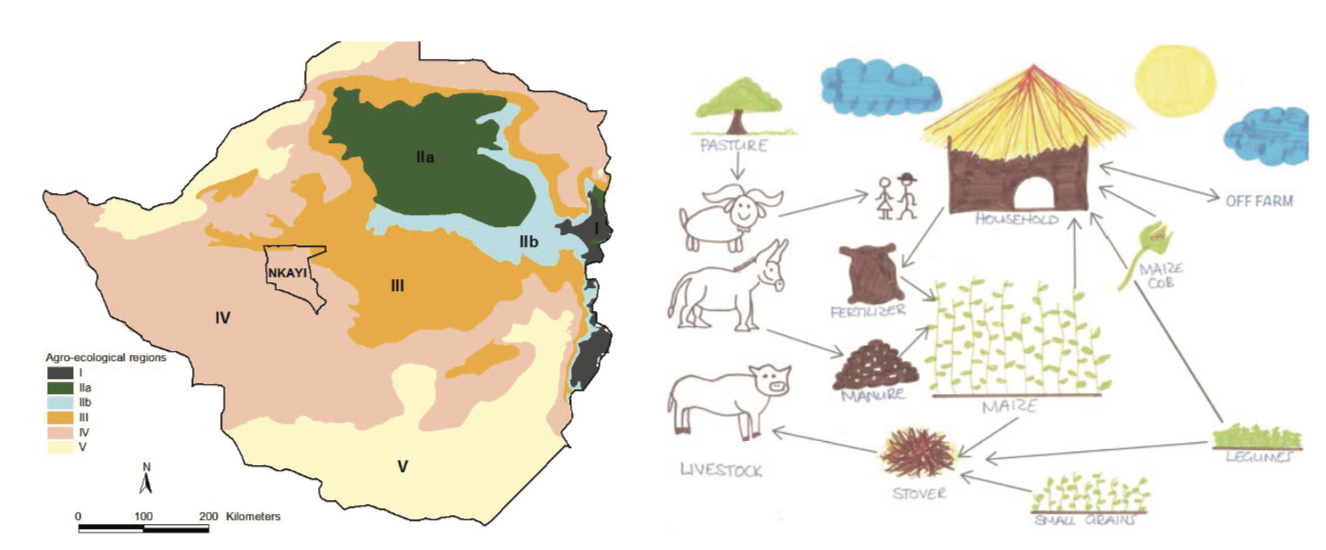 IIa
I
IIb
NKAYI
III
IV
V
Agro-ecological regions
I
IIa
IIb
III
IV
V
N
0 100 200 Kilometers
PASTURE
HOUSEHOLD
OFF FARM
MAIZE
COB
FERTILIZER
MANURE
MAIZE
LIVESTOCK
STOVER
LEGUMES
SMALL GRAINS